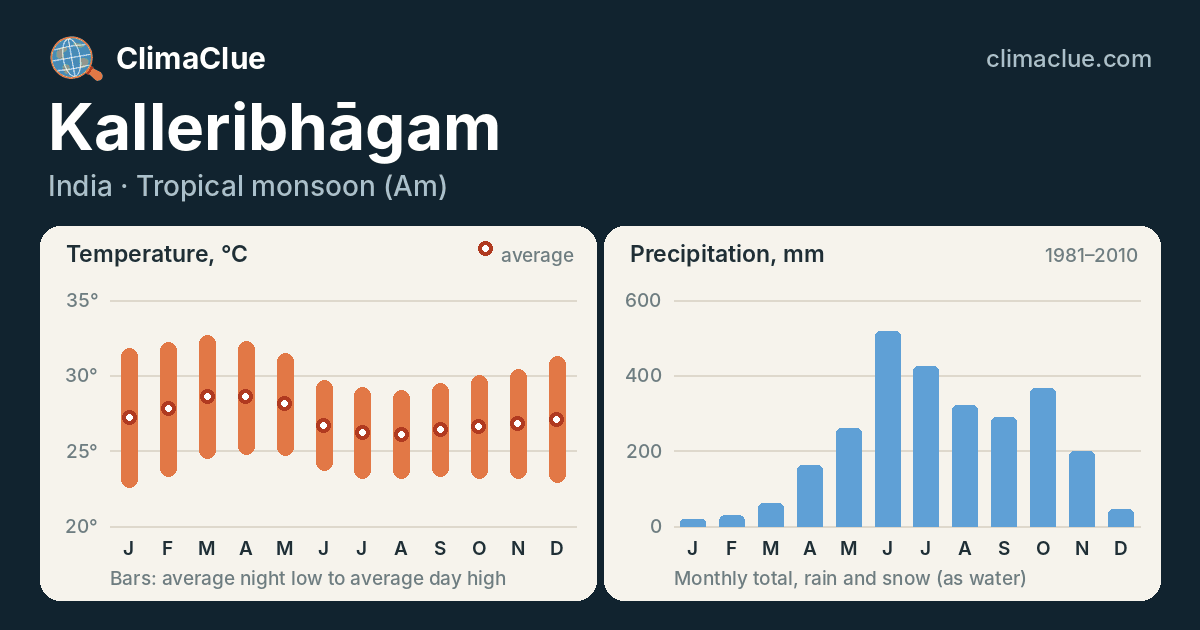 ClimaClue
climaclue.com
Kalleribhāgam
India · Tropical monsoon (Am)
Temperature, °C
average
35°
30°
25°
20°
J F M A M J J A S O N D
Bars: average night low to average day high
Precipitation, mm
1981–2010
600
400
200
0
J F M A M J J A S O N D
Monthly total, rain and snow (as water)